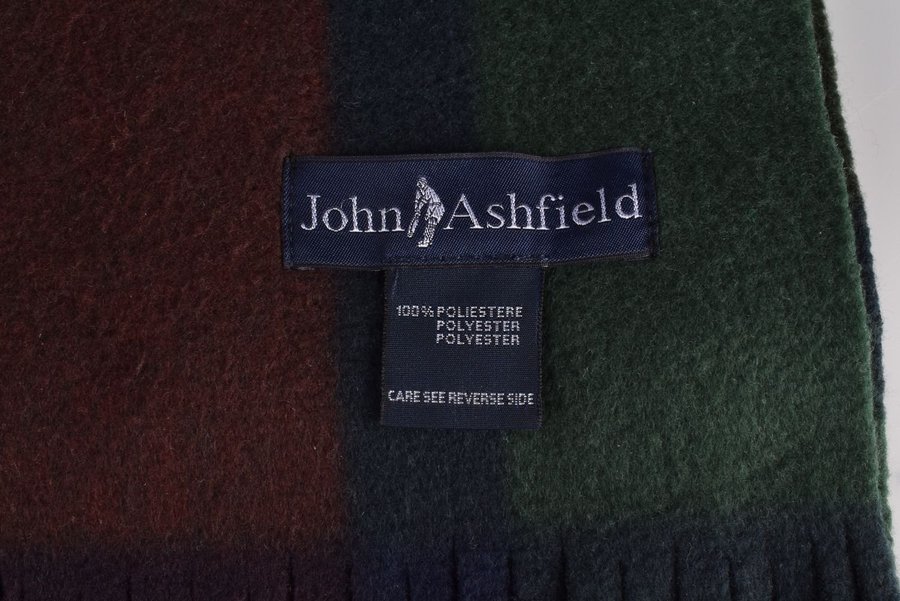 John Ashfield
100% POLIESTERE
POLYESTER
POLYESTER
CARE SEE REVERSE SIDE